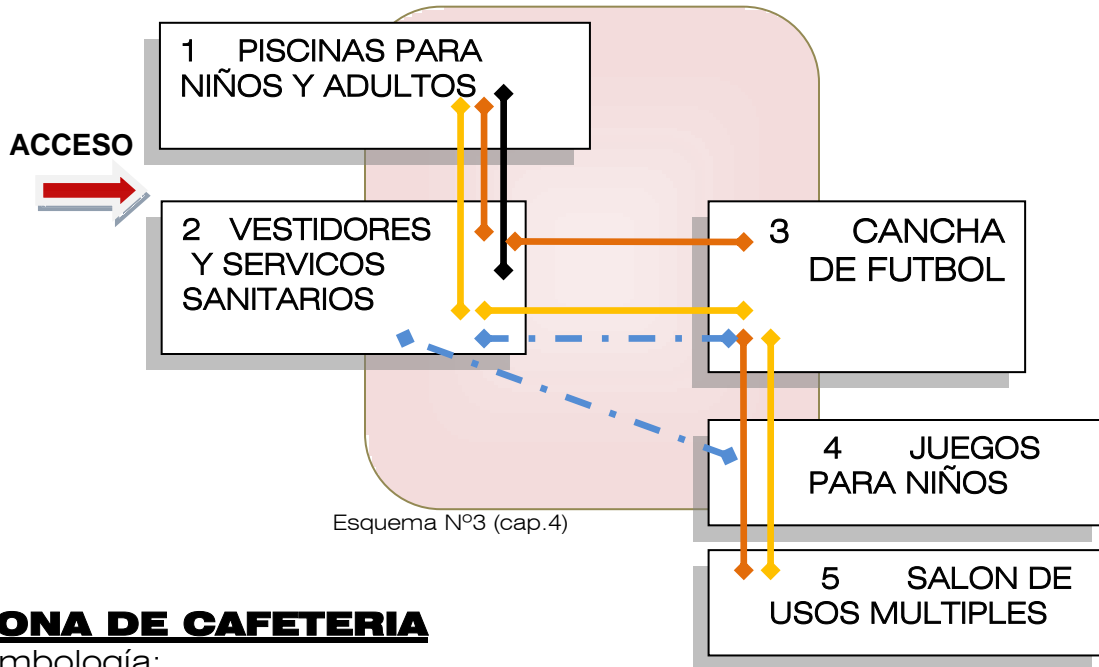 1 PISCINAS PARA
NIÑOS Y ADULTOS
ACCESO
2 VESTIDORES
Y SERVICOS
SANITARIOS
3 CANCHA
DE FUTBOL
4 JUEGOS
PARA NIÑOS
Esquema Nº3 (cap.4)
5 SALON DE
USOS MULTIPLES
ONA DE CAFETERIA
mbología: